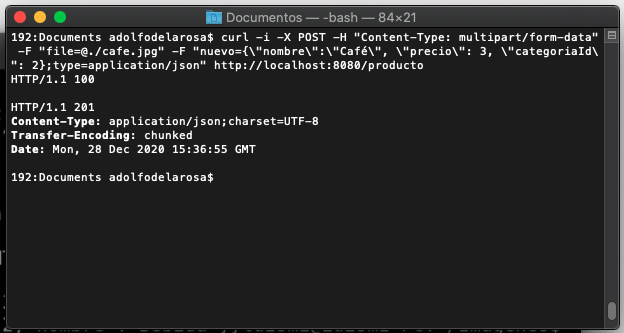 Documentos — -bash — 84×21
192:Documents adolfodelarosa$ curl -i -X POST -H "Content-Type: multipart/form-data"
-F "file=@./cafe.jpg" -F "nuevo={\"nombre\":\"Café\", \"precio\": 3, \"categoriaId\
": 2};type=application/json" http://localhost:8080/producto
HTTP/1.1 100
HTTP/1.1 201
Content-Type: application/json;charset=UTF-8
Transfer-Encoding: chunked
Date: Mon, 28 Dec 2020 15:36:55 GMT
192:Documents adolfodelarosa$